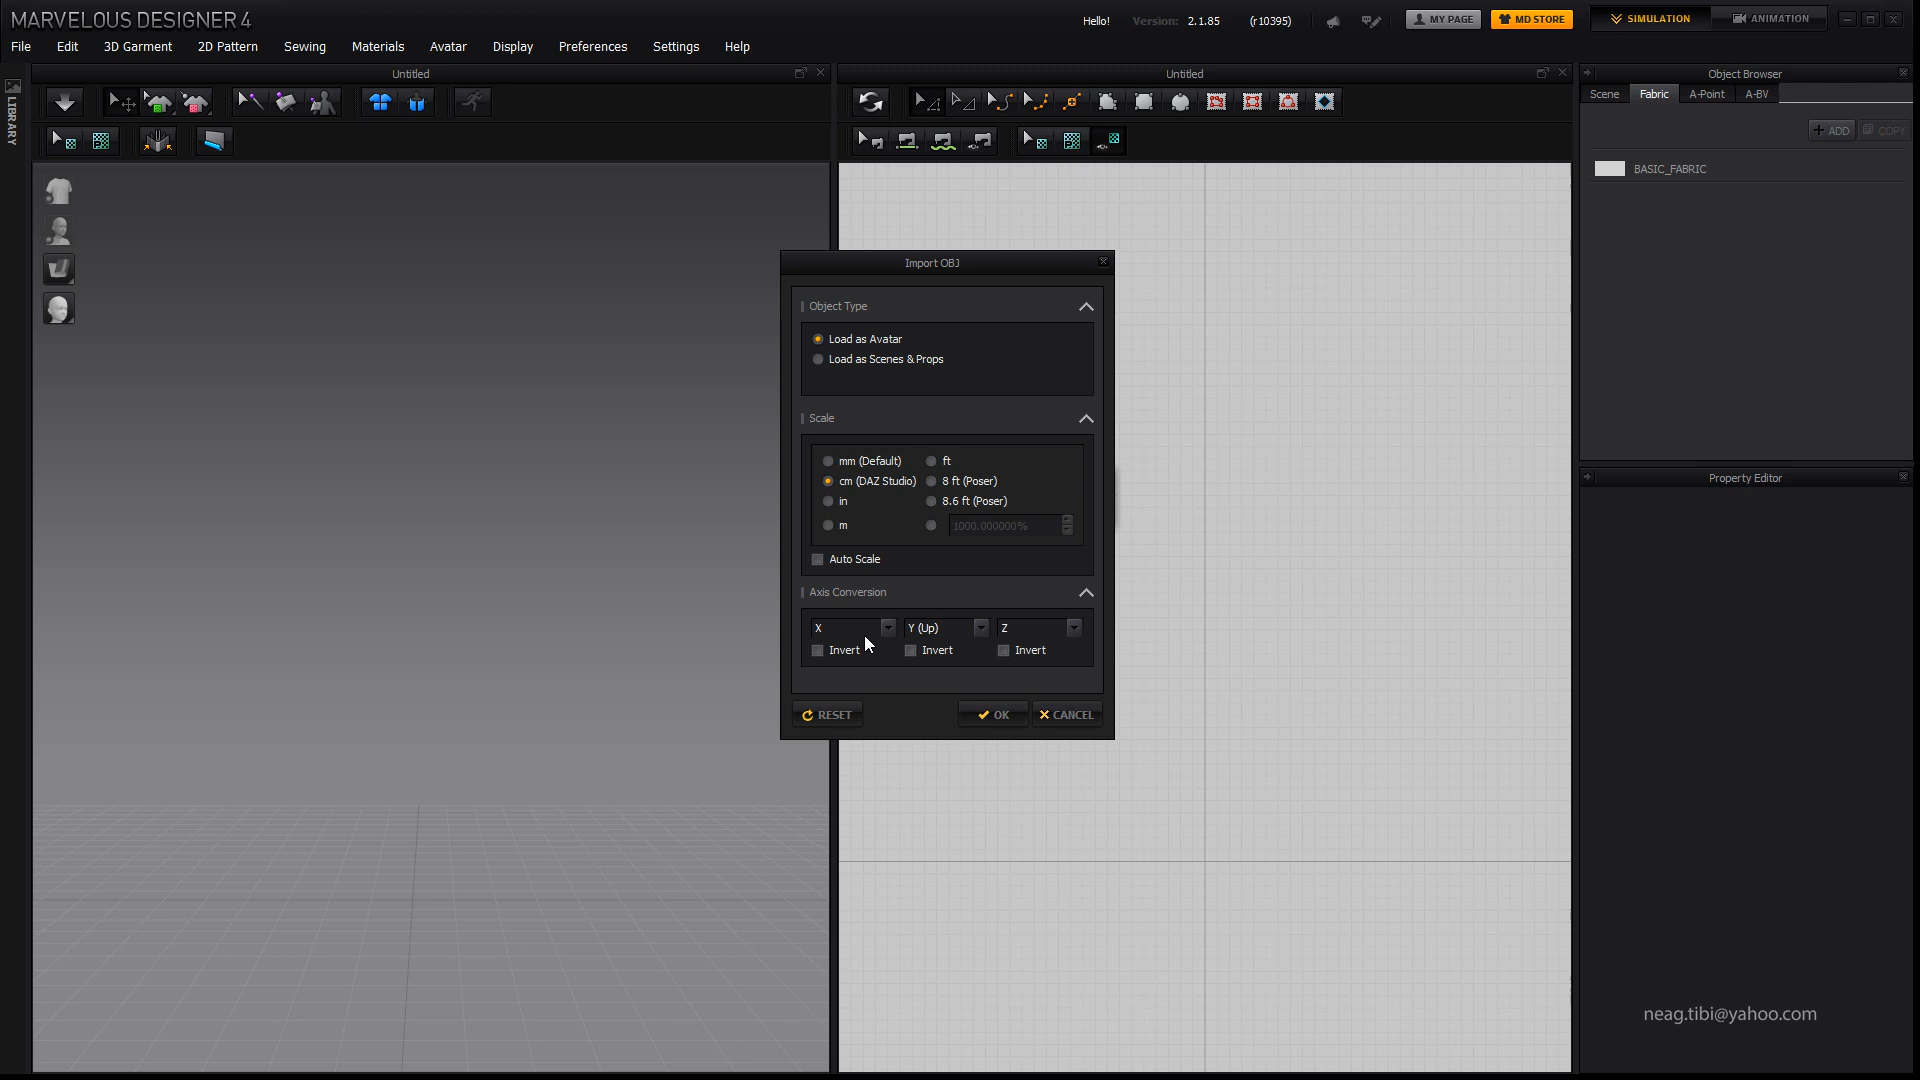 MARVELOUS DESIGNER 4
Hello! Version: 2.1.85 (r10395) MY PAGE MD STORE SIMULATION ANIMATION
File Edit 3D Garment 2D Pattern Sewing Materials Avatar Display Preferences Settings Help
Untitled Untitled Object Browser
LIBRARY
Scene Fabric A-Point A-BV
+ ADD COPY
BASIC_FABRIC
Import OBJ
Object Type
Load as Avatar
Load as Scenes & Props
Scale
mm (Default) ft
cm (DAZ Studio) 8 ft (Poser)
in 8.6 ft (Poser)
m 1000.000000%
Auto Scale
Axis Conversion
X Y (Up) Z
Invert Invert Invert
RESET OK CANCEL
Property Editor
neag.tibi@yahoo.com